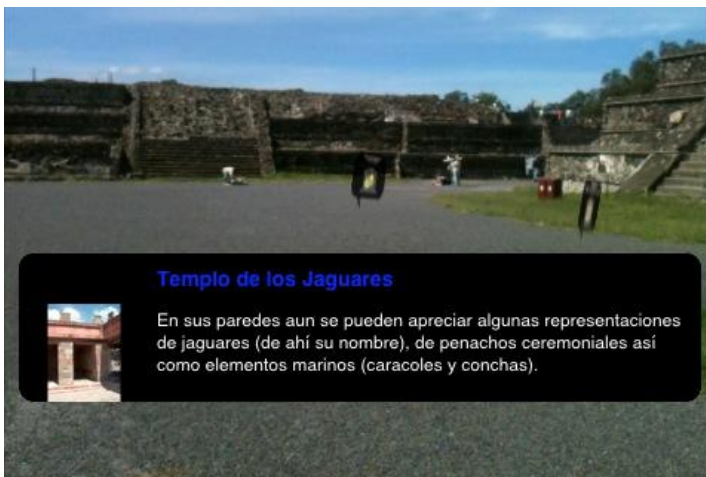 Templo de los Jaguares
En sus paredes aun se pueden apreciar algunas representaciones
de jaguares (de ahí su nombre), de penachos ceremoniales así
como elementos marinos (caracoles y conchas).